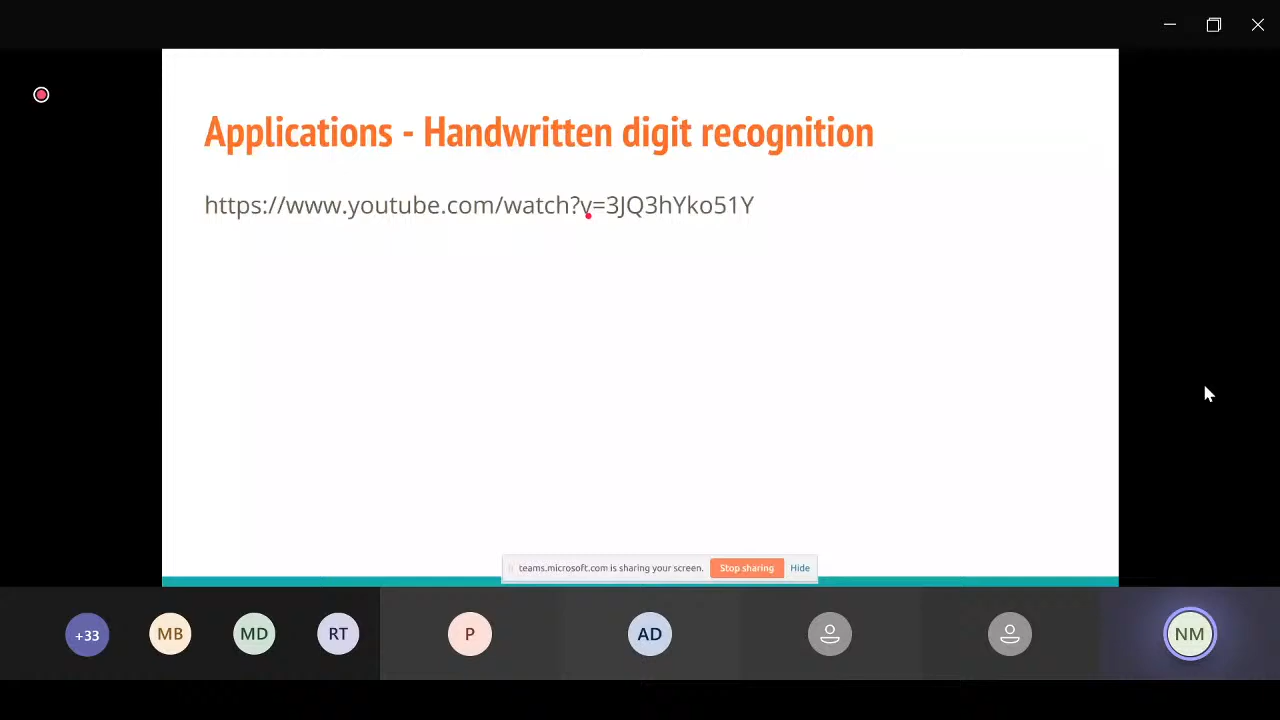 Applications - Handwritten digit recognition
https://www.youtube.com/watch?v=3JQ3hYko51Y
teams.microsoft.com is sharing your screen. Stop sharing Hide
+33 MB MD RT P AD NM